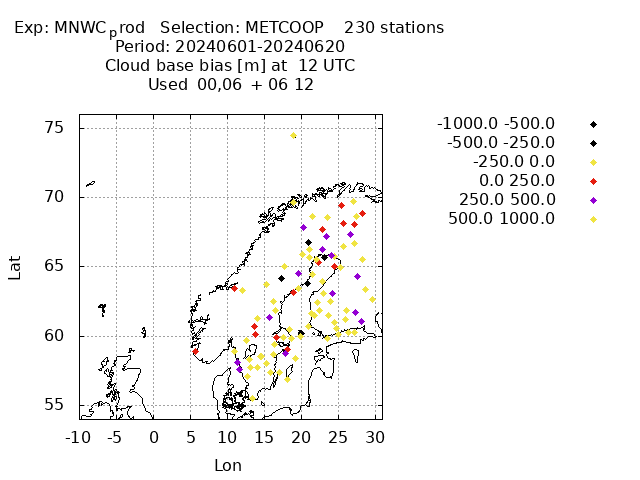 Exp: MNWCprod   Selection: METCOOP    230 stations
Period: 20240601-20240620
Cloud base bias [m] at  12 UTC
Used  00,06  + 06 12
-1000.0 -500.0
-500.0 -250.0
-250.0 0.0
0.0 250.0
250.0 500.0
500.0 1000.0
75
70
65
60
55
Lat
-10 -5 0 5 10 15 20 25 30
Lon